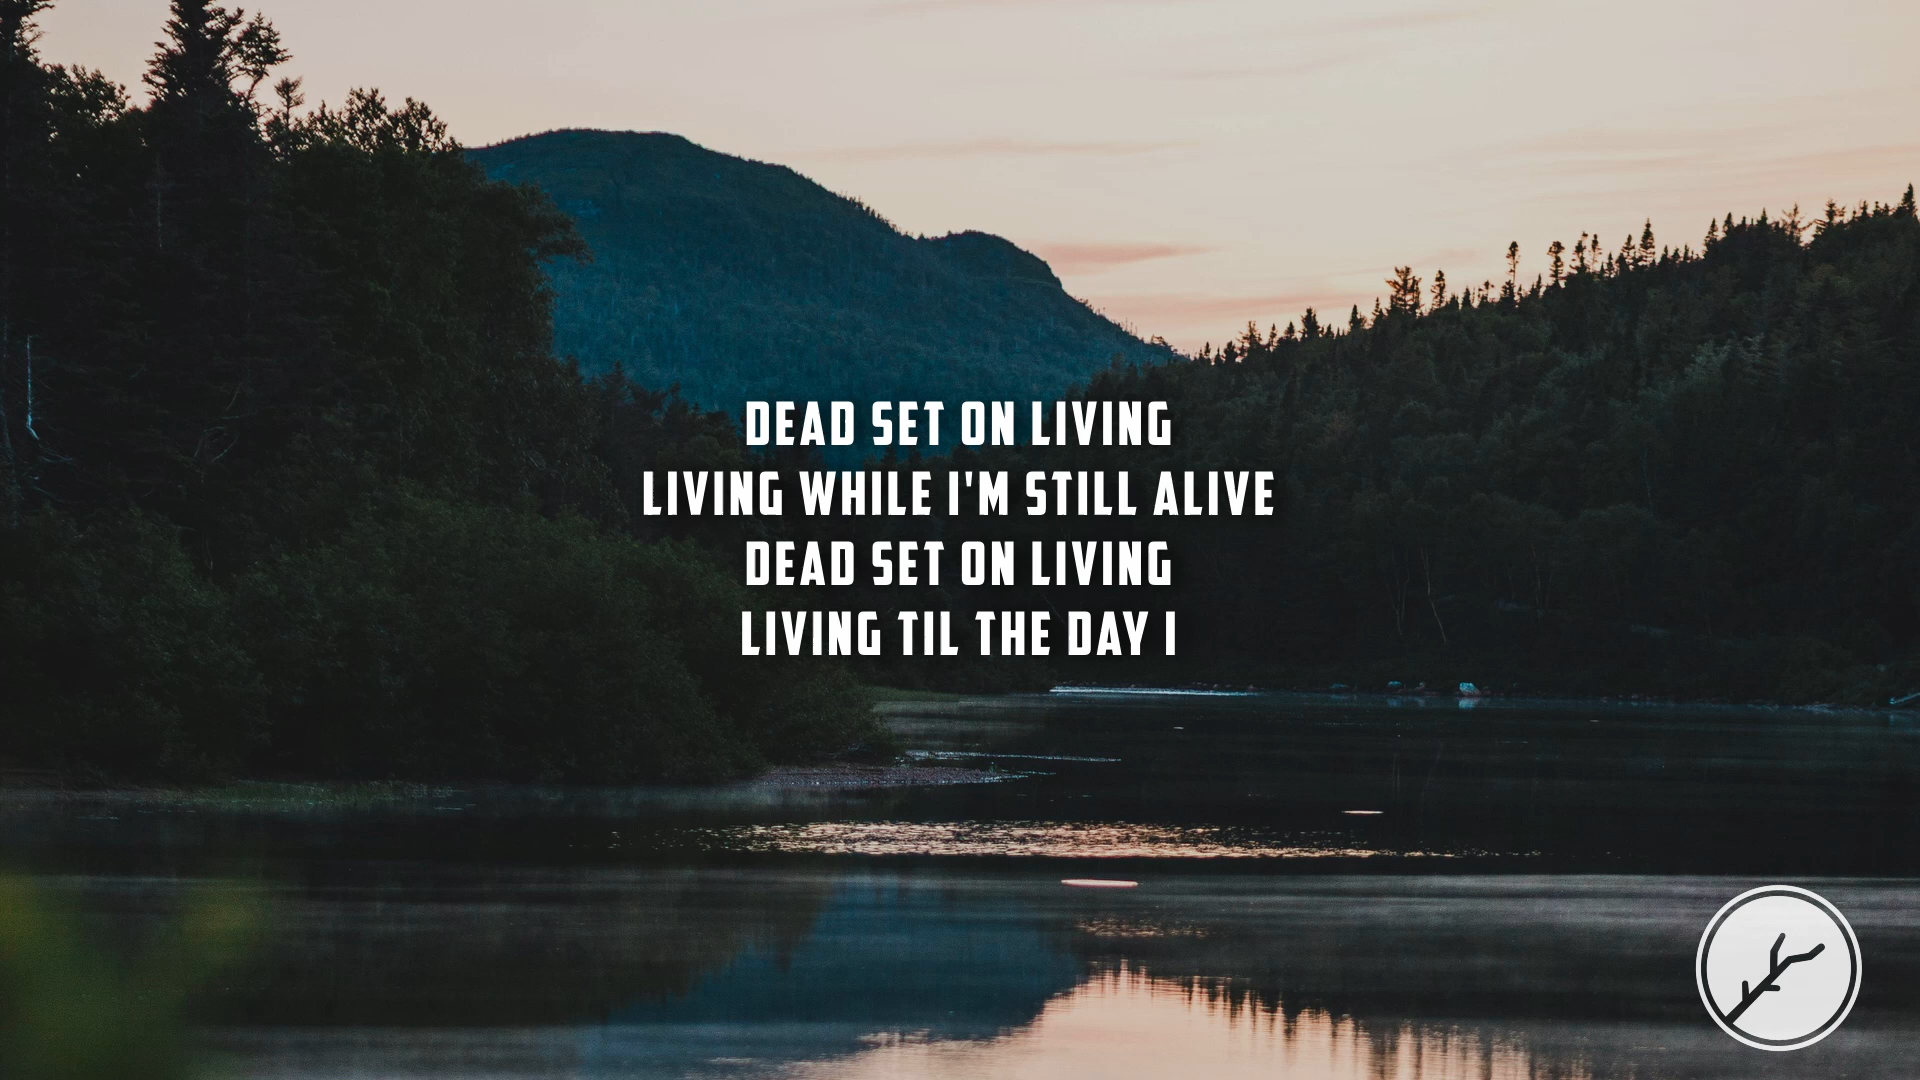 DEAD SET ON LIVING
LIVING WHILE I'M STILL ALIVE
DEAD SET ON LIVING
LIVING TIL THE DAY I